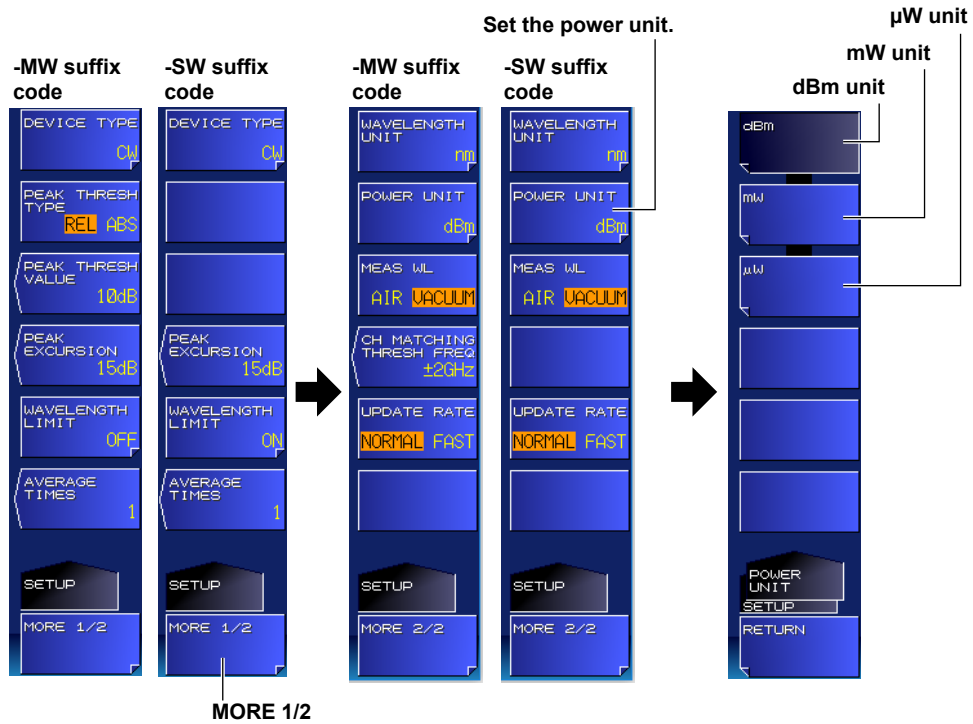 Set the power unit.
µW unit
mW unit
dBm unit
-MW suffix
code
DEVICE TYPE
CW
PEAK THRESH
TYPE
REL ABS
PEAK THRESH
VALUE
10dB
PEAK
EXCURSION
15dB
WAVELENGTH
LIMIT
OFF
AVERAGE
TIMES
1
SETUP
MORE 1/2
-SW suffix
code
DEVICE TYPE
CW
PEAK
EXCURSION
15dB
WAVELENGTH
LIMIT
ON
AVERAGE
TIMES
1
SETUP
MORE 1/2
MORE 1/2
-MW suffix
code
WAVELENGTH
UNIT
nm
POWER UNIT
dBm
MEAS WL
AIR VACUUM
CH MATCHING
THRESH FREQ
±2GHz
UPDATE RATE
NORMAL FAST
SETUP
MORE 2/2
-SW suffix
code
WAVELENGTH
UNIT
nm
POWER UNIT
dBm
MEAS WL
AIR VACUUM
UPDATE RATE
NORMAL FAST
SETUP
MORE 2/2
dBm
mW
µW
POWER
UNIT
SETUP
RETURN